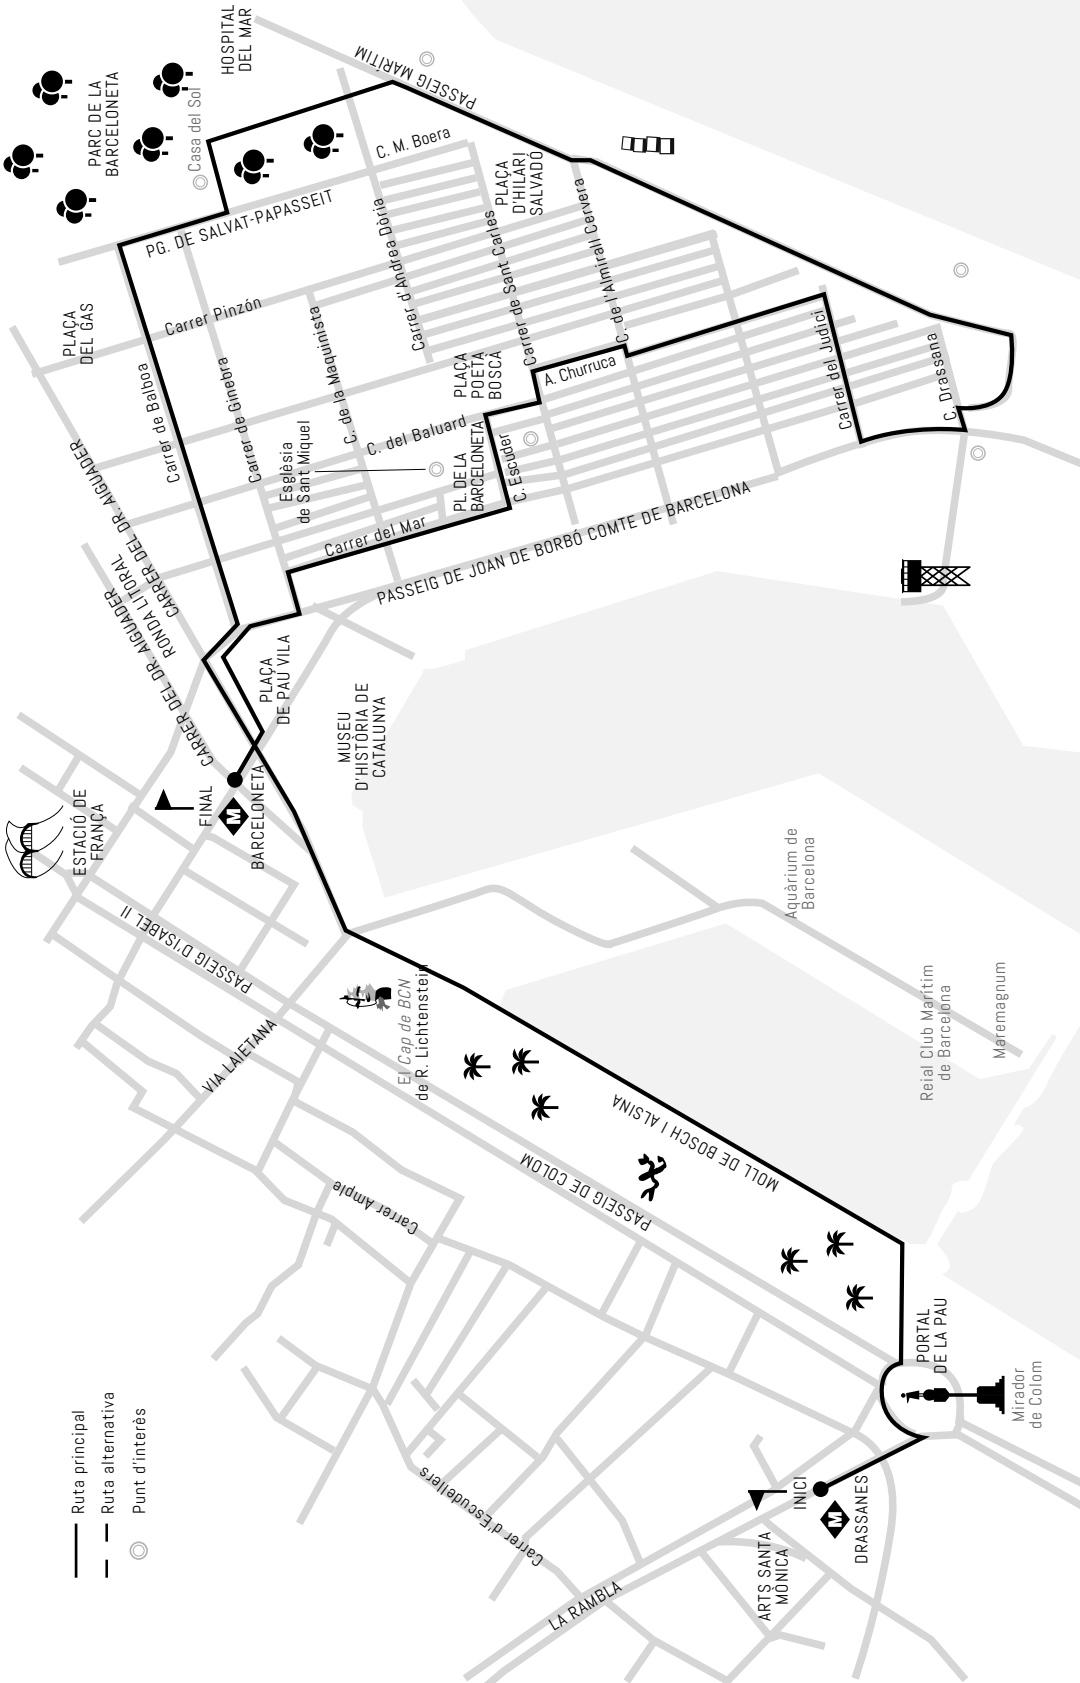 HOSPITAL
DEL MAR
PASSEIG MARÍTIM
PARC DE LA
BARCELONETA
Casa del Sol
C. M. Boera
PLAÇA
D'HILARI
SALVADÓ
PG. DE SALVAT-PAPASSEIT
Carrer d'Andrea Dòria
Carrer de Sant Carles
C. de l'Almirall Cervera
PLAÇA
DEL GAS
Carrer Pinzón
Carrer de Balboa
Carrer de Ginebra
C. de la Maquinista
PLAÇA
POETA
BOSCÀ
A. Churruca
Carrer del Judici
C. Drassana
C. del Baluard
Església
de Sant Miquel
PL. DE LA
BARCELONETA
C. Escuder
Carrer del Mar
PASSEIG DE JOAN DE BORBÓ COMTE DE BARCELONA
CARRER DEL DR. AIGUADER
RONDA LITORAL
CARRER DEL DR. AIGUADER
PLAÇA
DE PAU VILA
MUSEU
D'HISTÒRIA DE
CATALUNYA
ESTACIÓ DE
FRANÇA
FINAL
M
BARCELONETA
PASSEIG D'ISABEL II
VIA LAIETANA
El Cap de BCN
de R. Lichtenstein
Aquàrium de
Barcelona
Reial Club Marítim
de Barcelona
Maremagnum
MOLL DE BOSCH I ALSINA
PASSEIG DE COLOM
Carrer Ample
PORTAL
DE LA PAU
Mirador
de Colom
Carrer d'Escudellers
INICI
M
DRASSANES
ARTS SANTA
MÒNICA
LA RAMBLA
Ruta principal
Ruta alternativa
Punt d'interès